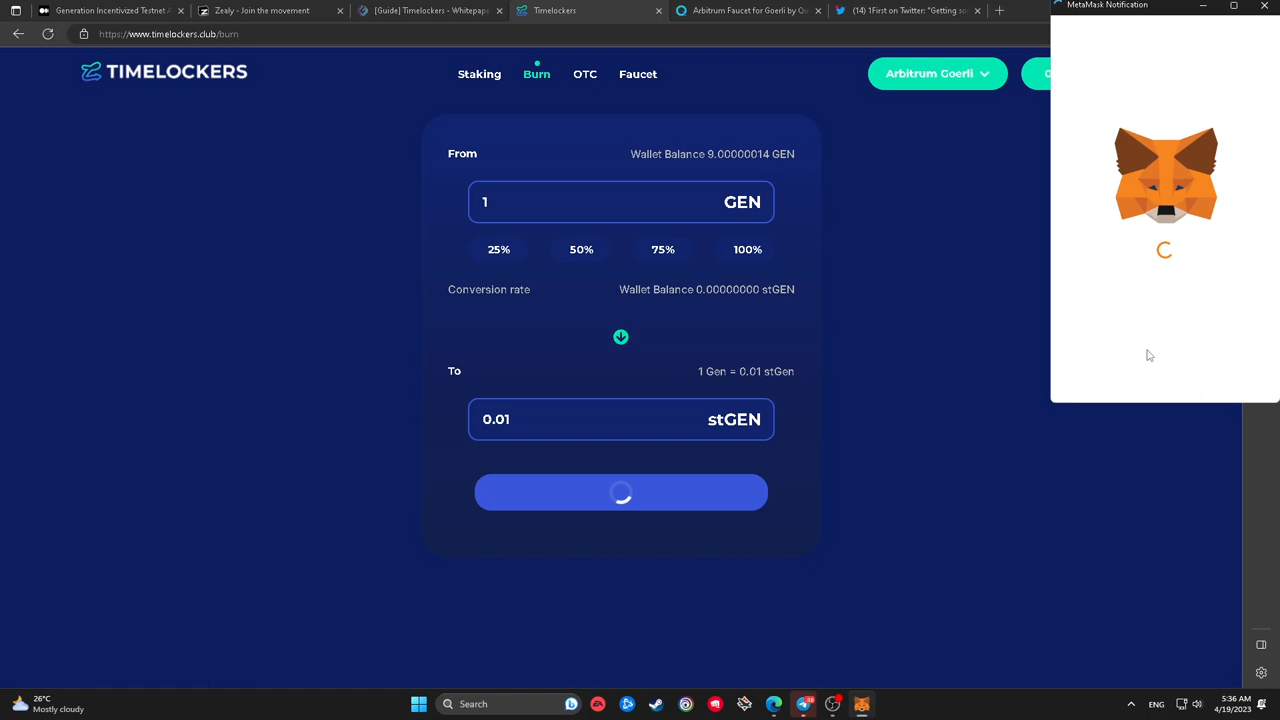 Generation Incentivized Testnet A
Zealy - Join the movement
[Guide] Timelockers - Whitepape
Timelockers
Arbitrum Faucet for Goerli by Qu
(14) 1First on Twitter: "Getting so
MetaMask Notification
https://www.timelockers.club/burn
TIMELOCKERS
Staking
Burn
OTC
Faucet
Arbitrum Goerli
0
From
Wallet Balance 9.00000014 GEN
1
GEN
25%
50%
75%
100%
Conversion rate
Wallet Balance 0.00000000 stGEN
To
1 Gen = 0.01 stGen
0.01
stGEN
26°C
Mostly cloudy
Search
ENG
5:36 AM
4/19/2023